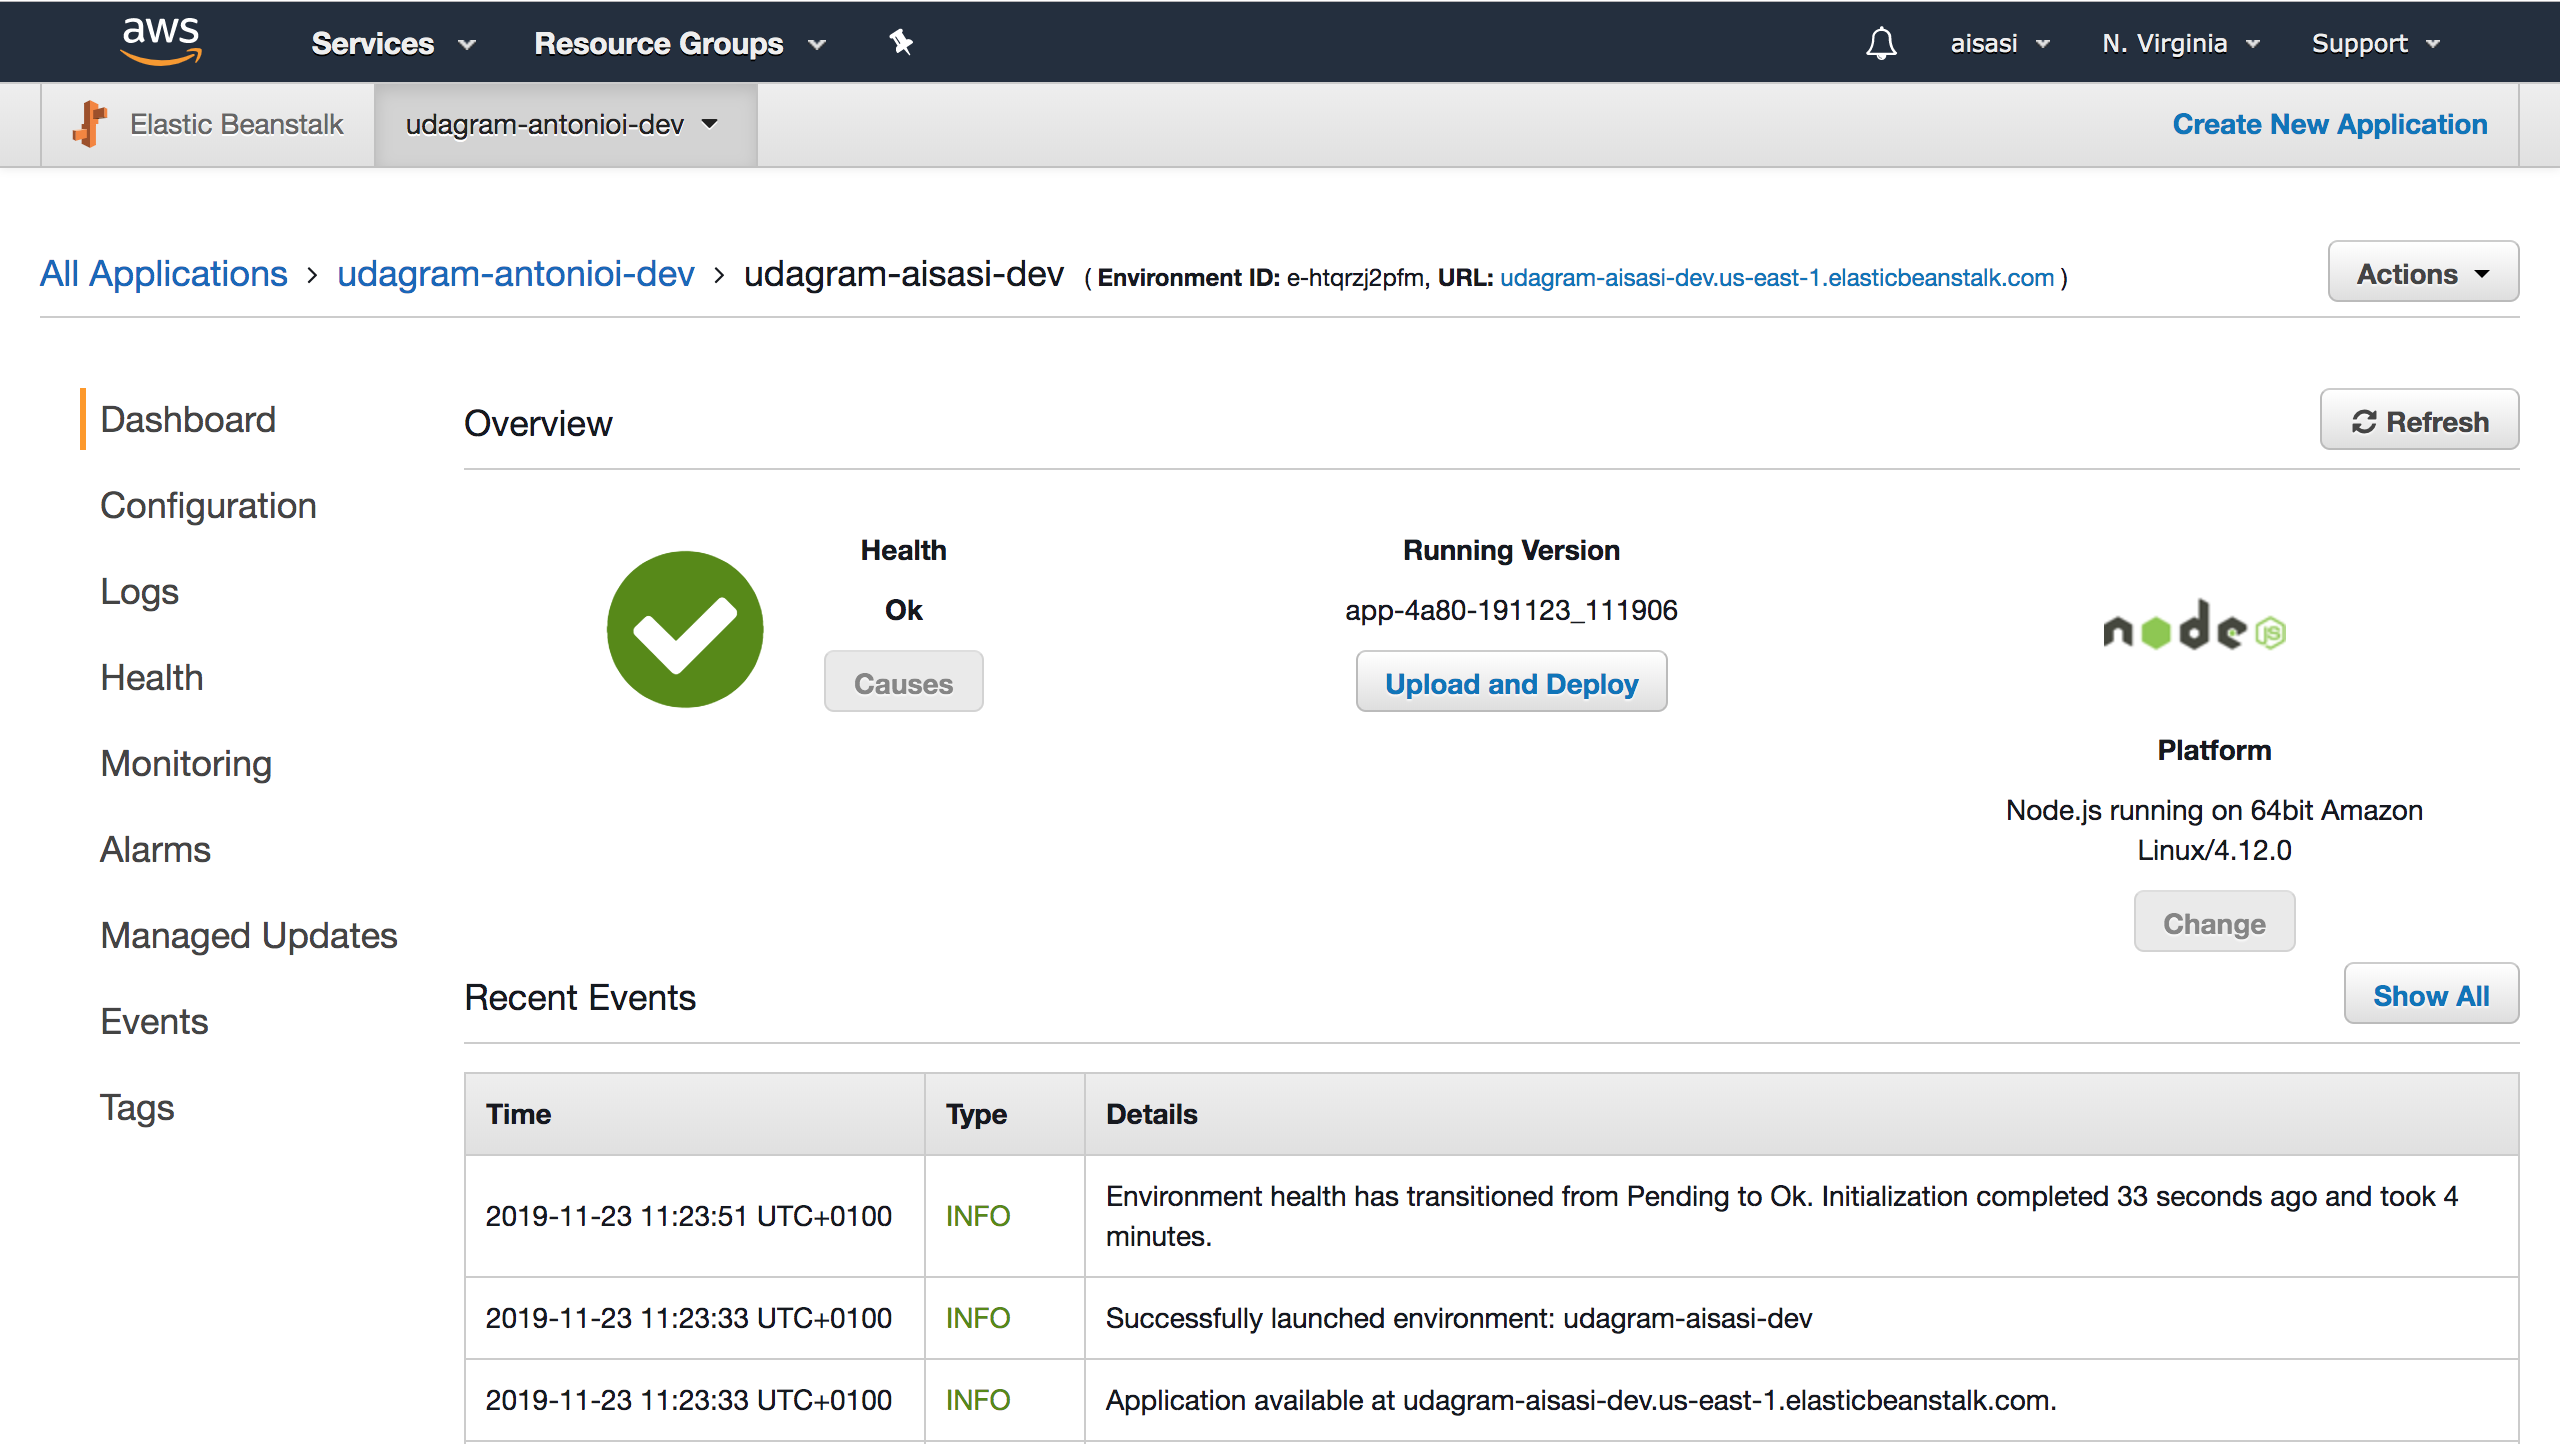 aws
Services
Resource Groups
aisasi
N. Virginia
Support
Elastic Beanstalk
udagram-antonioi-dev
Create New Application
All Applications > udagram-antonioi-dev > udagram-aisasi-dev ( Environment ID: e-htqrzj2pfm, URL: udagram-aisasi-dev.us-east-1.elasticbeanstalk.com )
Actions
Dashboard
Configuration
Logs
Health
Monitoring
Alarms
Managed Updates
Events
Tags
Overview
Refresh
Health
Ok
Causes
Running Version
app-4a80-191123_111906
Upload and Deploy
node JS
Platform
Node.js running on 64bit Amazon
Linux/4.12.0
Change
Recent Events
Show All
Time Type Details
2019-11-23 11:23:51 UTC+0100 INFO Environment health has transitioned from Pending to Ok. Initialization completed 33 seconds ago and took 4
minutes.
2019-11-23 11:23:33 UTC+0100 INFO Successfully launched environment: udagram-aisasi-dev
2019-11-23 11:23:33 UTC+0100 INFO Application available at udagram-aisasi-dev.us-east-1.elasticbeanstalk.com.